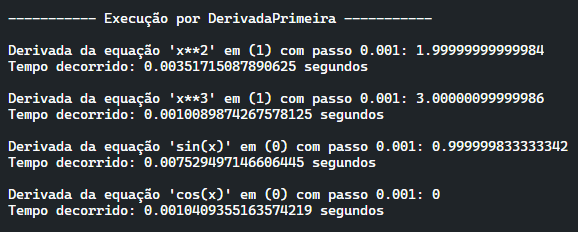 ----------- Execução por DerivadaPrimeira -----------
Derivada da equação 'x**2' em (1) com passo 0.001: 1.99999999999984
Tempo decorrido: 0.00351715087890625 segundos
Derivada da equação 'x**3' em (1) com passo 0.001: 3.00000099999986
Tempo decorrido: 0.0010089874267578125 segundos
Derivada da equação 'sin(x)' em (0) com passo 0.001: 0.999999833333342
Tempo decorrido: 0.007529497146606445 segundos
Derivada da equação 'cos(x)' em (0) com passo 0.001: 0
Tempo decorrido: 0.0010409355163574219 segundos